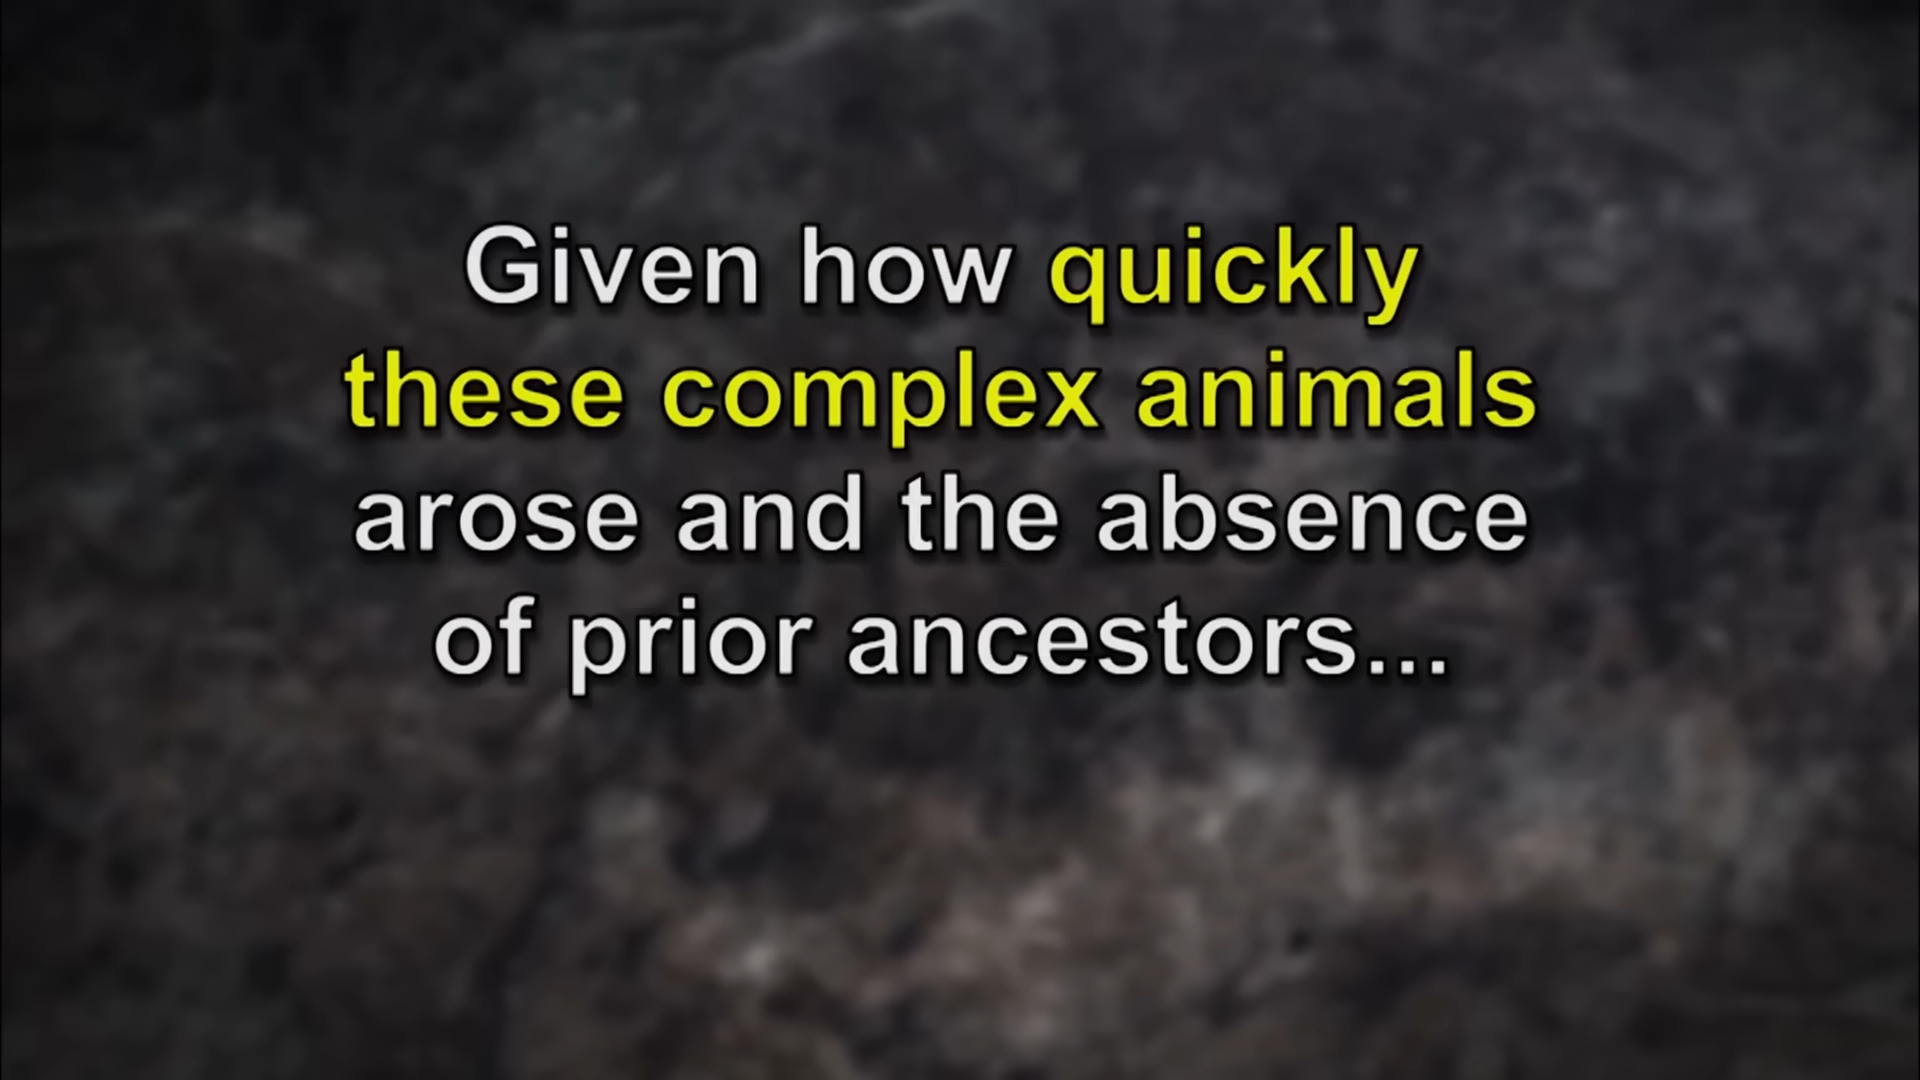 Given how quickly
these complex animals
arose and the absence
of prior ancestors...